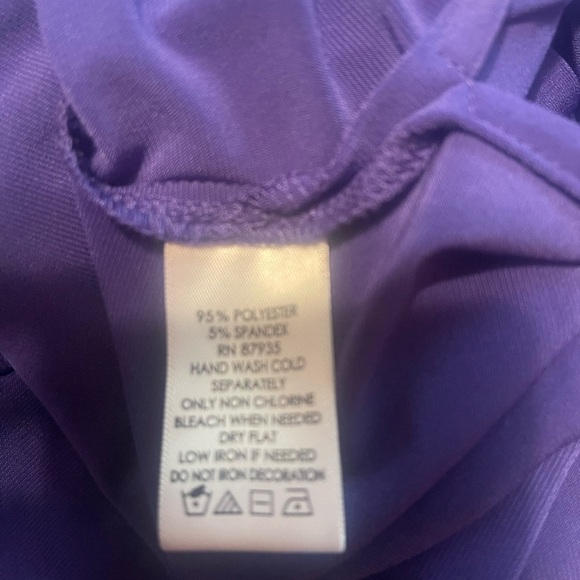 95% POLYESTER
5% SPANDEX
RN 87935
HAND WASH COLD
SEPARATELY
ONLY NON CHLORINE
BLEACH WHEN NEEDED
DRY FLAT
LOW IRON IF NEEDED
DO NOT IRON DECORATION